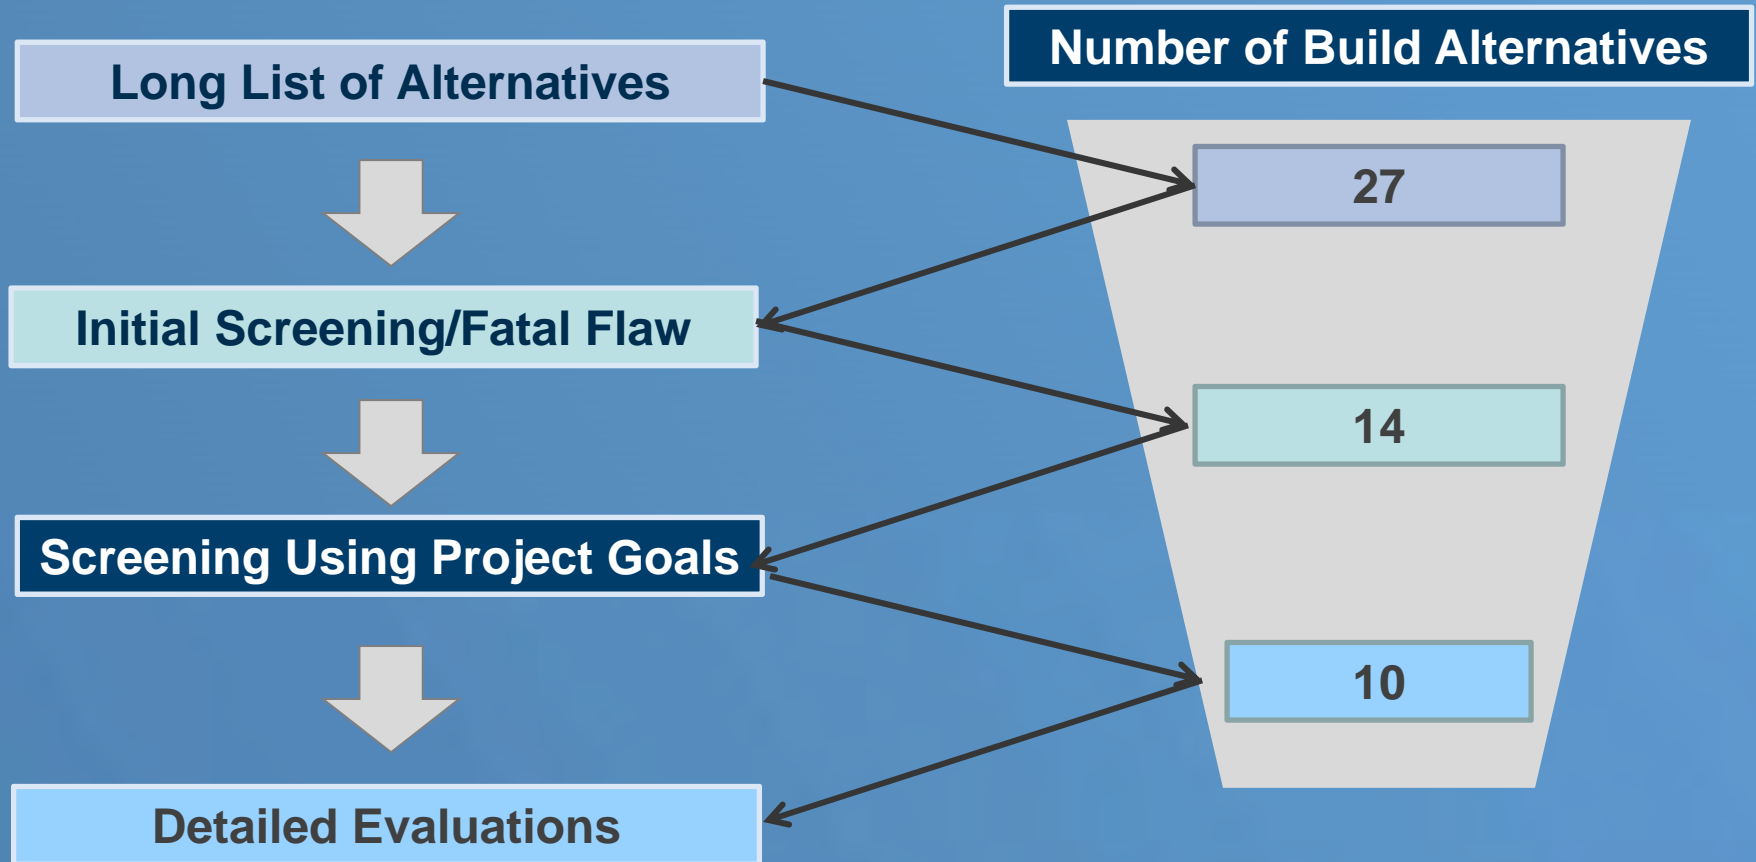 Number of Build Alternatives
Long List of Alternatives
27
Initial Screening/Fatal Flaw
14
Screening Using Project Goals
10
Detailed Evaluations